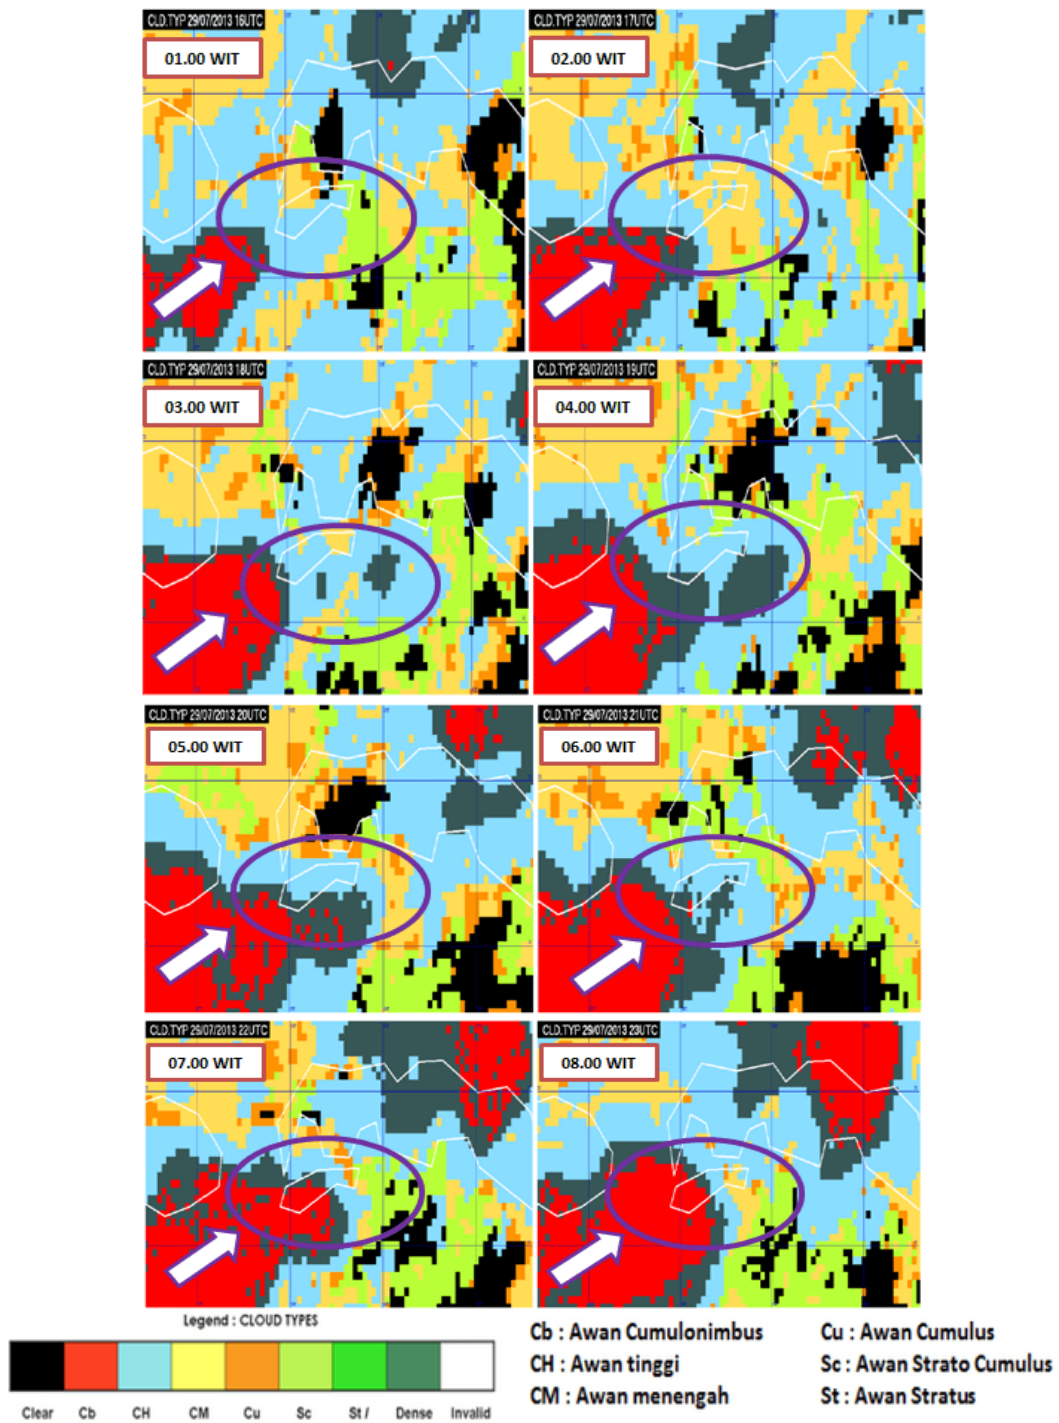 CLD.TYP 29/07/2013 16UTC
01.00 WIT
CLD.TYP 29/07/2013 17UTC
02.00 WIT
CLD.TYP 29/07/2013 18UTC
03.00 WIT
CLD.TYP 29/07/2013 19UTC
04.00 WIT
CLD.TYP 29/07/2013 20UTC
05.00 WIT
CLD.TYP 29/07/2013 21UTC
06.00 WIT
CLD.TYP 29/07/2013 22UTC
07.00 WIT
CLD.TYP 29/07/2013 23UTC
08.00 WIT
Legend : CLOUD TYPES
Clear Cb CH CM Cu Sc St / Dense Invalid
Cb : Awan Cumulonimbus
CH : Awan tinggi
CM : Awan menengah
Cu : Awan Cumulus
Sc : Awan Strato Cumulus
St : Awan Stratus